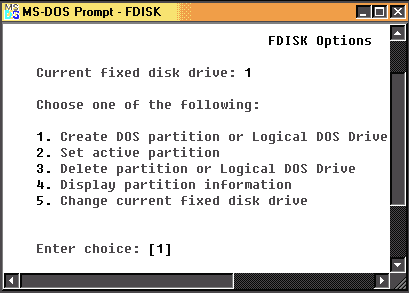 MS-DOS Prompt - FDISK
FDISK Options
Current fixed disk drive: 1
Choose one of the following:
1. Create DOS partition or Logical DOS Drive
2. Set active partition
3. Delete partition or Logical DOS Drive
4. Display partition information
5. Change current fixed disk drive
Enter choice: [1]